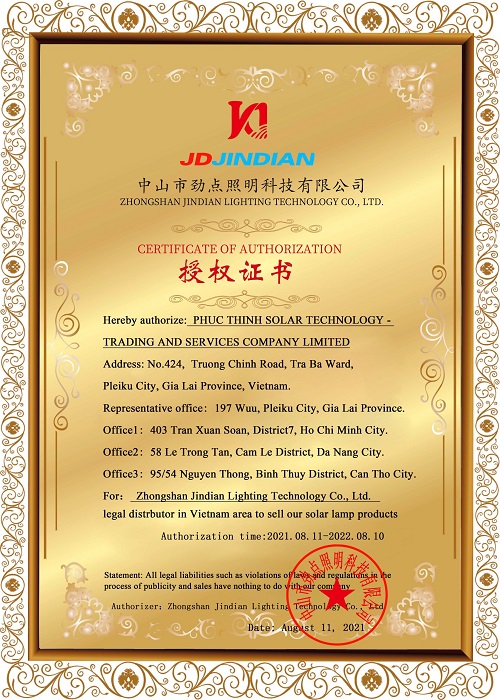 JDJINDIAN
中山市劲点照明科技有限公司
ZHONGSHAN JINDIAN LIGHTING TECHNOLOGY CO., LTD.
CERTIFICATE OF AUTHORIZATION
授权证书
Hereby authorize: PHUC THINH SOLAR TECHNOLOGY -
TRADING AND SERVICES COMPANY LIMITED
Address: No.424, Truong Chinh Road, Tra Ba Ward,
Pleiku City, Gia Lai Province, Vietnam.
Representative office: 197 Wuu, Pleiku City, Gia Lai Province.
Office1: 403 Tran Xuan Soan, District7, Ho Chi Minh City.
Office2: 58 Le Trong Tan, Cam Le District, Da Nang City.
Office3: 95/54 Nguyen Thong, Binh Thuy District, Can Tho City.
For: Zhongshan Jindian Lighting Technology Co., Ltd.
legal distrbutor in Vietnam area to sell our solar lamp products
Authorization time:2021.08.11-2022.08.10
Statement: All legal liabilities such as violations of laws and regulations in the
process of publicity and sales have nothing to do with our company
Authorizer: Zhongshan Jindian Lighting Technology Co., Ltd
Date: August 11, 2021
中山市劲点照明科技有限公司